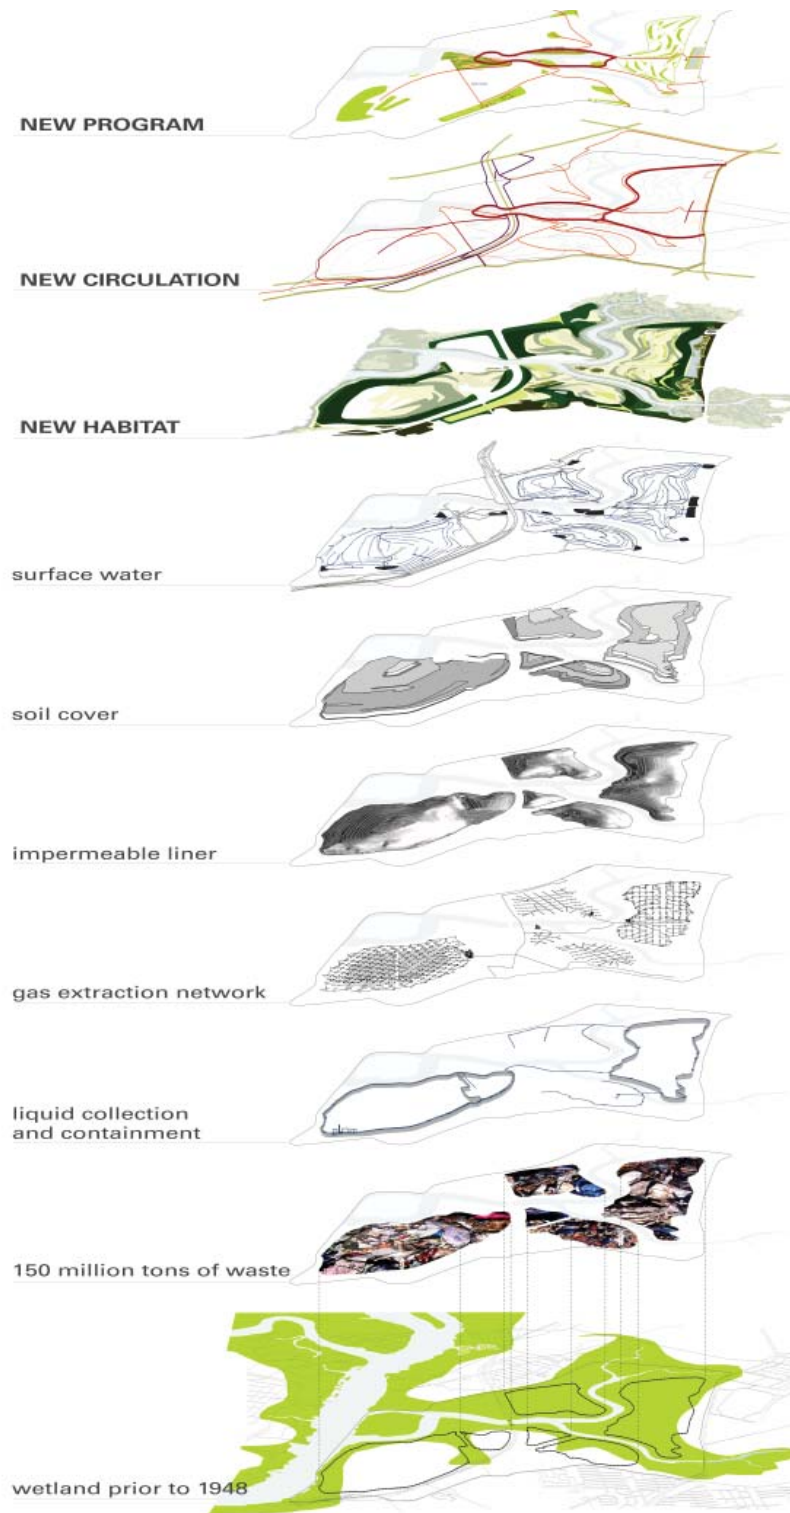 NEW PROGRAM
NEW CIRCULATION
NEW HABITAT
surface water
soil cover
impermeable liner
gas extraction network
liquid collection
and containment
150 million tons of waste
wetland prior to 1948